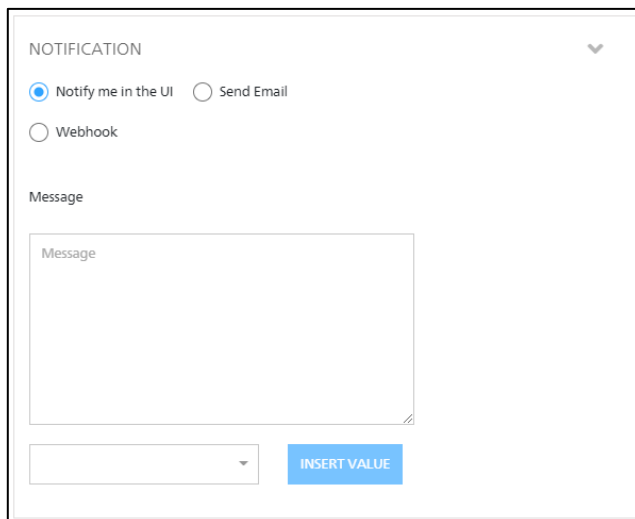 NOTIFICATION
Notify me in the UI Send Email
Webhook
Message
Message
INSERT VALUE